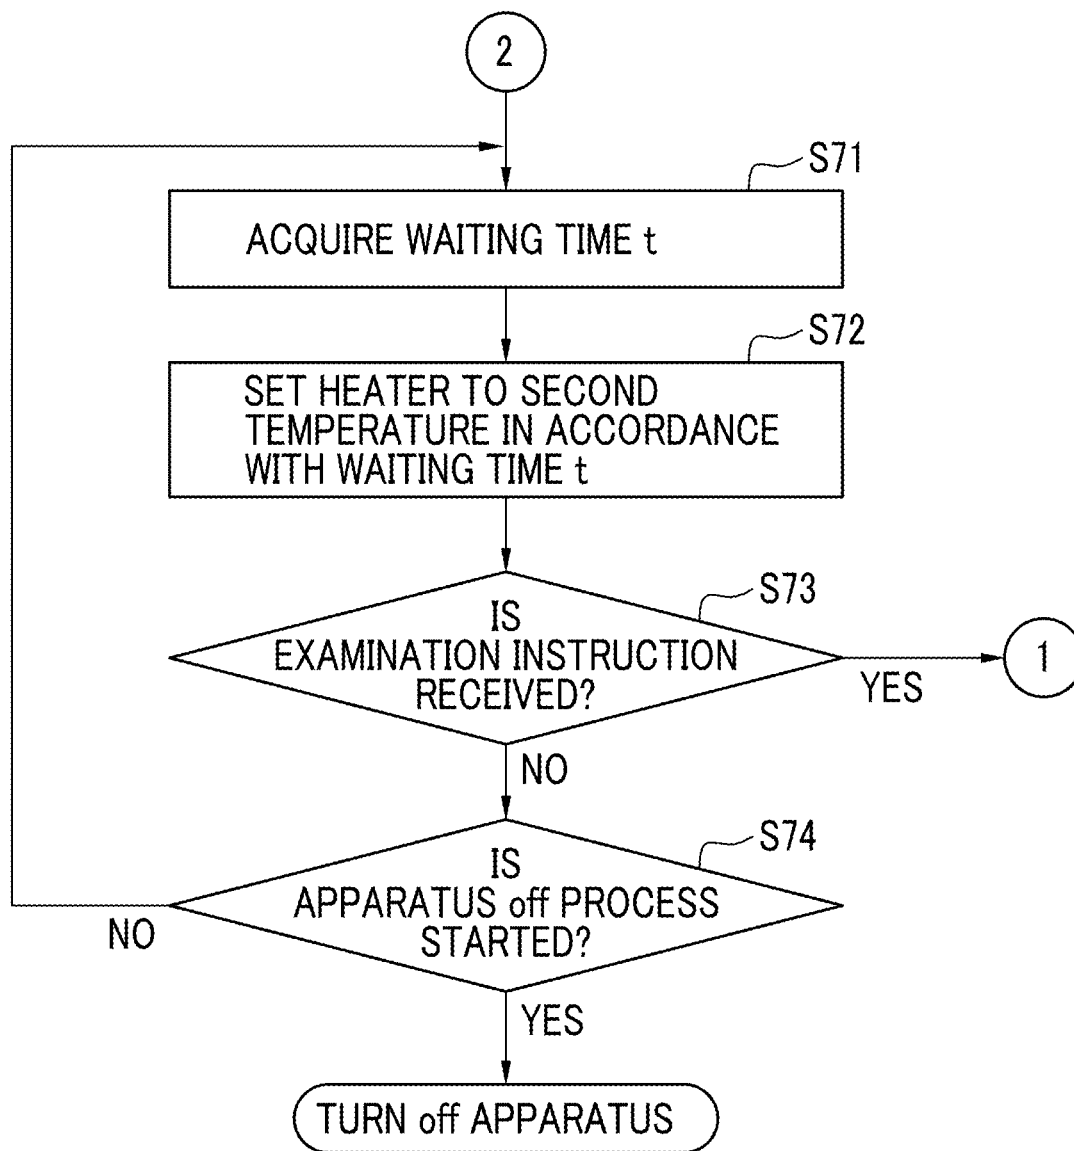 2
S71
ACQUIRE WAITING TIME t
S72
SET HEATER TO SECOND
TEMPERATURE IN ACCORDANCE
WITH WAITING TIME t
S73
IS
EXAMINATION INSTRUCTION
RECEIVED?
YES
1
NO
S74
IS
APPARATUS off PROCESS
STARTED?
NO
YES
TURN off APPARATUS